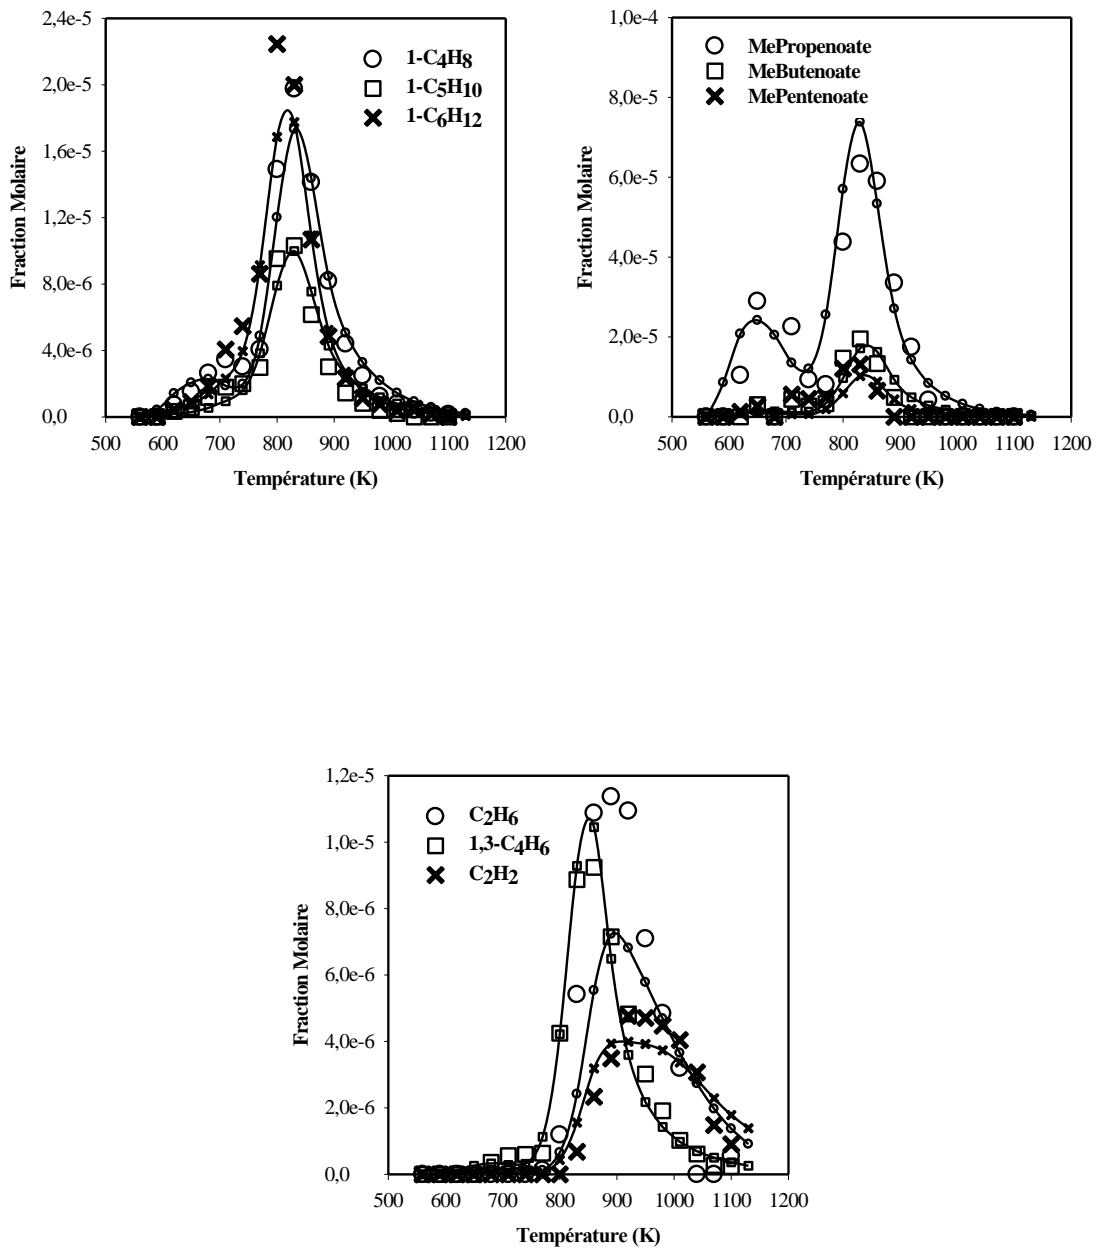 2,4e-5
2,0e-5
1,6e-5
1,2e-5
8,0e-6
4,0e-6
0,0
Fraction Molaire
1-C4H8
1-C5H10
1-C6H12
500 600 700 800 900 1000 1100 1200
Température (K)
1,0e-4
8,0e-5
6,0e-5
4,0e-5
2,0e-5
0,0
Fraction Molaire
MePropenoate
MeButenoate
MePentenoate
500 600 700 800 900 1000 1100 1200
Température (K)
1,2e-5
1,0e-5
8,0e-6
6,0e-6
4,0e-6
2,0e-6
0,0
Fraction Molaire
C2H6
1,3-C4H6
C2H2
500 600 700 800 900 1000 1100 1200
Température (K)